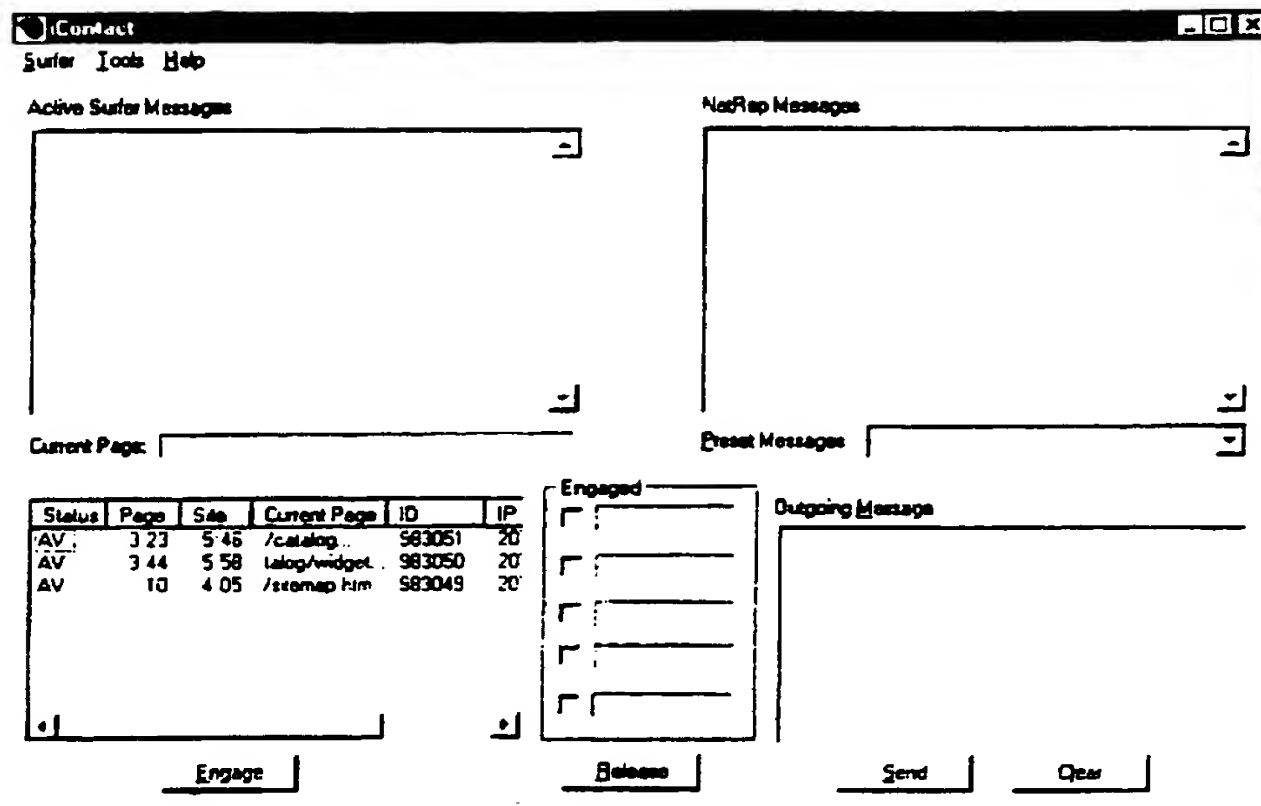 iContact
Surfer Tools Help
Active Surfer Messages
NetRep Messages
Current Page:
Preset Messages
Status Page Site Current Page ID IP
AV 3:23 5:46 /catalog... 983051 20
AV 3:44 5:58 talog/widget... 983050 20
AV 10 4:05 /sitemap.htm 983049 20
Engaged
Outgoing Message
Engage
Release
Send
Clear